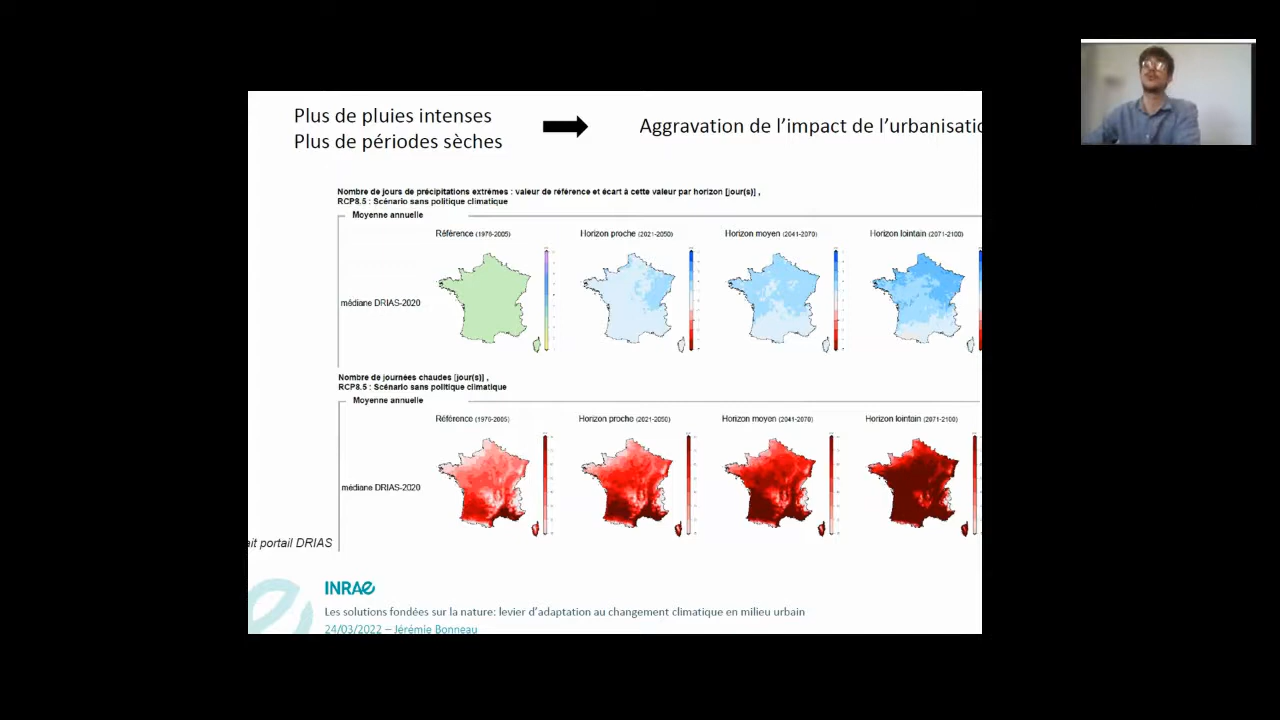 Plus de pluies intenses
Plus de périodes sèches
Aggravation de l'impact de l'urbanisatio
Nombre de jours de précipitations extrêmes : valeur de référence et écart à cette valeur par horizon [jour(s)] ,
RCP8.5 : Scénario sans politique climatique
Moyenne annuelle
Référence (1976-2005)
Horizon proche (2021-2050)
Horizon moyen (2041-2070)
Horizon lointain (2071-2100)
médiane DRIAS-2020
Nombre de journées chaudes [jour(s)] ,
RCP8.5 : Scénario sans politique climatique
Moyenne annuelle
Référence (1976-2005)
Horizon proche (2021-2050)
Horizon moyen (2041-2070)
Horizon lointain (2071-2100)
médiane DRIAS-2020
ait portail DRIAS
INRAE
Les solutions fondées sur la nature: levier d'adaptation au changement climatique en milieu urbain
24/03/2022 – Jérémie Bonneau